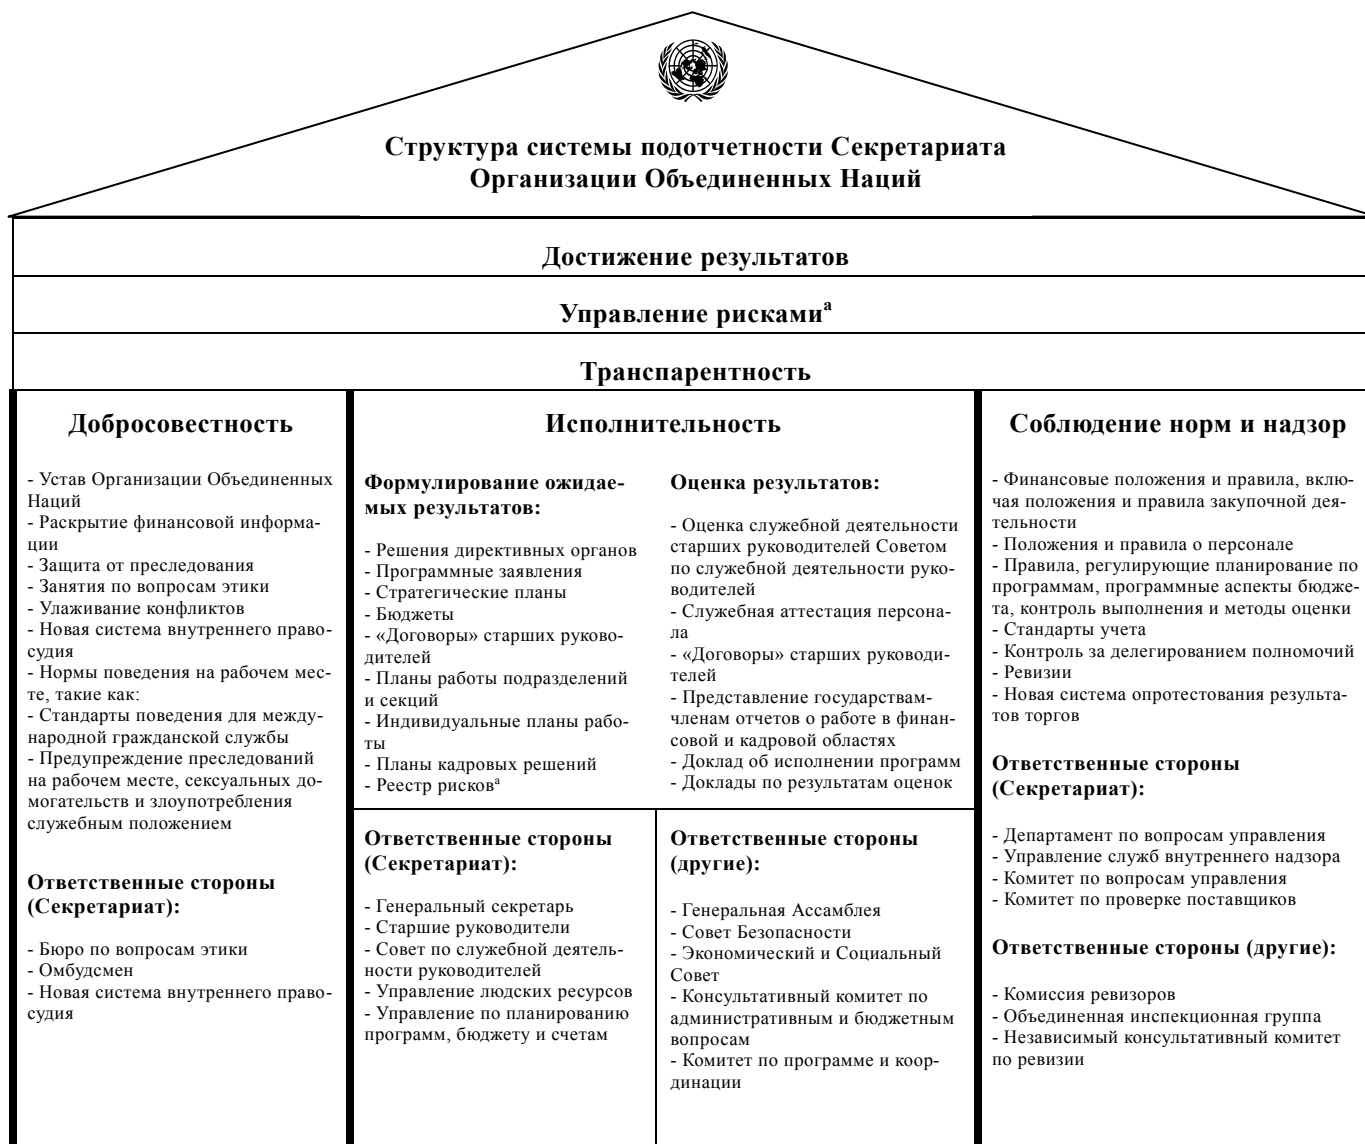 Структура системы подотчетности Секретариата
Организации Объединенных Наций
Достижение результатов
Управление рисками^а
Транспарентность
Добросовестность
- Устав Организации Объединенных
Наций
- Раскрытие финансовой информа-
ции
- Защита от преследования
- Занятия по вопросам этики
- Улаживание конфликтов
- Новая система внутреннего право-
судия
- Нормы поведения на рабочем мес-
те, такие как:
- Стандарты поведения для между-
народной гражданской службы
- Предупреждение преследований
на рабочем месте, сексуальных до-
могательств и злоупотребления
служебным положением
Ответственные стороны
(Секретариат):
- Бюро по вопросам этики
- Омбудсмен
- Новая система внутреннего право-
судия
Исполнительность
Формулирование ожидае-
мых результатов:
- Решения директивных органов
- Программные заявления
- Стратегические планы
- Бюджеты
- «Договоры» старших руково-
дителей
- Планы работы подразделений
и секций
- Индивидуальные планы рабо-
ты
- Планы кадровых решений
- Реестр рисков^а
Оценка результатов:
- Оценка служебной деятельности
старших руководителей Советом
по служебной деятельности руко-
водителей
- Служебная аттестация персона-
ла
- «Договоры» старших руководи-
телей
- Представление государствам-
членам отчетов о работе в финан-
совой и кадровой областях
- Доклад об исполнении программ
- Доклады по результатам оценок
Ответственные стороны
(Секретариат):
- Генеральный секретарь
- Старшие руководители
- Совет по служебной деятель-
ности руководителей
- Управление людских ресурсов
- Управление по планированию
программ, бюджету и счетам
Ответственные стороны
(другие):
- Генеральная Ассамблея
- Совет Безопасности
- Экономический и Социальный
Совет
- Консультативный комитет по
административным и бюджетным
вопросам
- Комитет по программе и коор-
динации
Соблюдение норм и надзор
- Финансовые положения и правила, вклю-
чая положения и правила закупочной дея-
тельности
- Положения и правила о персонале
- Правила, регулирующие планирование по
программам, программные аспекты бюдже-
та, контроль выполнения и методы оценки
- Стандарты учета
- Контроль за делегированием полномочий
- Ревизии
- Новая система опротестования результа-
тов торгов
Ответственные стороны
(Секретариат):
- Департамент по вопросам управления
- Управление служб внутреннего надзора
- Комитет по вопросам управления
- Комитет по проверке поставщиков
Ответственные стороны (другие):
- Комиссия ревизоров
- Объединенная инспекционная группа
- Независимый консультативный комитет
по ревизии